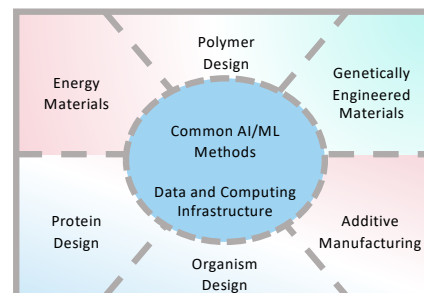 Polymer
Design
Energy
Materials
Genetically
Engineered
Materials
Common AI/ML
Methods
Data and Computing
Infrastructure
Protein
Design
Additive
Manufacturing
Organism
Design